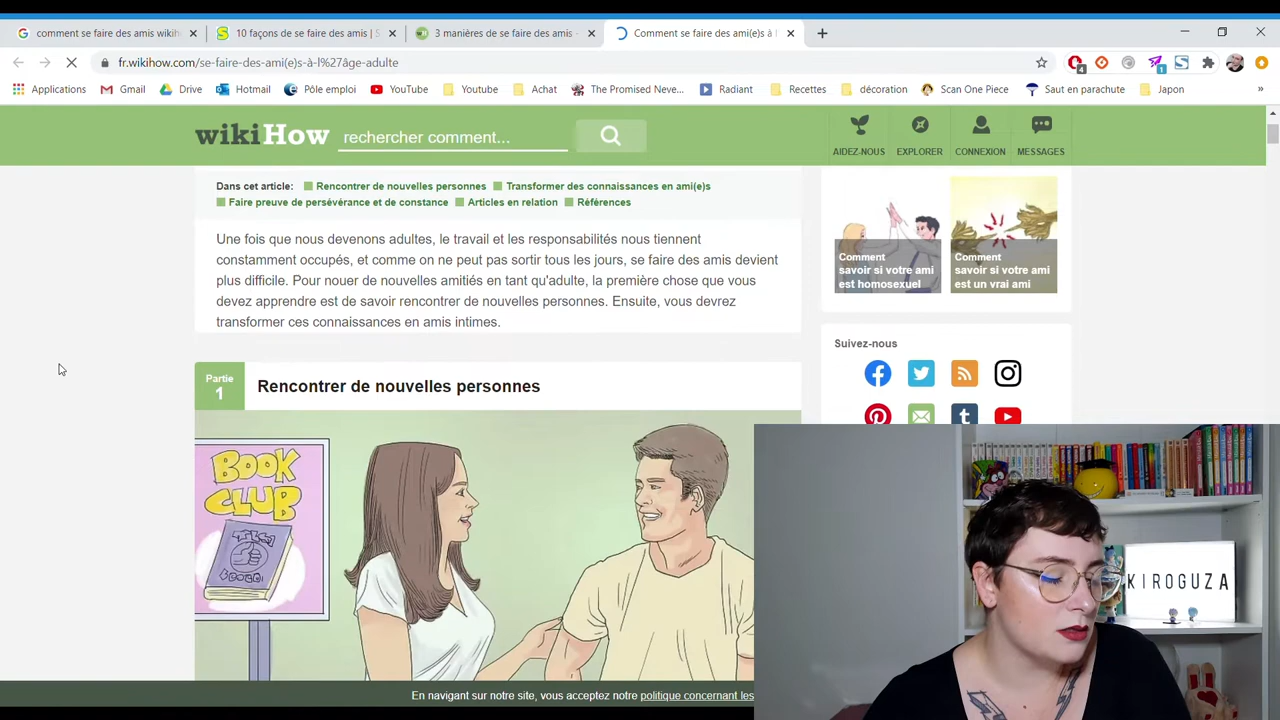 comment se faire des amis wikih
10 façons de se faire des amis | S
3 manières de se faire des amis -
Comment se faire des ami(e)s à l
fr.wikihow.com/se-faire-des-ami(e)s-à-l%27âge-adulte
4
1
Applications
Gmail
Drive
Hotmail
Pôle emploi
YouTube
Youtube
Achat
The Promised Neve...
Radiant
Recettes
décoration
Scan One Piece
Saut en parachute
Japon
»
wikiHow
rechercher comment...
AIDEZ-NOUS
EXPLORER
CONNEXION
MESSAGES
Dans cet article: Rencontrer de nouvelles personnes Transformer des connaissances en ami(e)s
Faire preuve de persévérance et de constance Articles en relation Références
Une fois que nous devenons adultes, le travail et les responsabilités nous tiennent
constamment occupés, et comme on ne peut pas sortir tous les jours, se faire des amis devient
plus difficile. Pour nouer de nouvelles amitiés en tant qu'adulte, la première chose que vous
devez apprendre est de savoir rencontrer de nouvelles personnes. Ensuite, vous devrez
transformer ces connaissances en amis intimes.
Comment
savoir si votre ami
est homosexuel
Comment
savoir si votre ami
est un vrai ami
Suivez-nous
Partie
1
Rencontrer de nouvelles personnes
BOOK
CLUB
KIROGUZA
En navigant sur notre site, vous acceptez notre politique concernant les